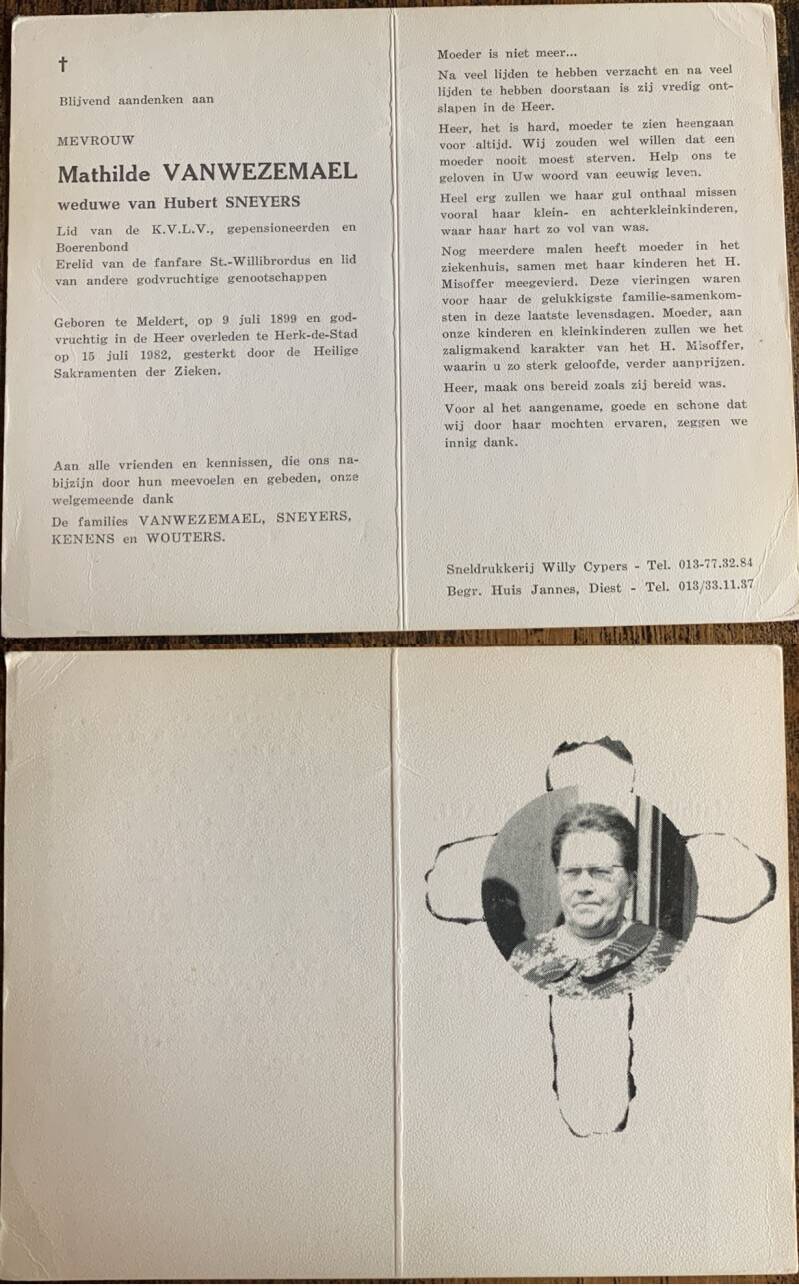 †
Blijvend aandenken aan
MEVROUW
Mathilde VANWEZEMAEL
weduwe van Hubert SNEYERS
Lid van de K.V.L.V., gepensioneerden en
Boerenbond
Erelid van de fanfare St.-Willibrordus en lid
van andere godvruchtige genootschappen
Geboren te Meldert, op 9 juli 1899 en god-
vruchtig in de Heer overleden te Herk-de-Stad
op 15 juli 1982, gesterkt door de Heilige
Sakramenten der Zieken.
Aan alle vrienden en kennissen, die ons na-
bijzijn door hun meevoelen en gebeden, onze
welgemeende dank
De families VANWEZEMAEL, SNEYERS,
KENENS en WOUTERS.
Moeder is niet meer...
Na veel lijden te hebben verzacht en na veel
lijden te hebben doorstaan is zij vredig ont-
slapen in de Heer.
Heer, het is hard, moeder te zien heengaan
voor altijd. Wij zouden wel willen dat een
moeder nooit moest sterven. Help ons te
geloven in Uw woord van eeuwig leven.
Heel erg zullen we haar gul onthaal missen
vooral haar klein- en achterkleinkinderen,
waar haar hart zo vol van was.
Nog meerdere malen heeft moeder in het
ziekenhuis, samen met haar kinderen het H.
Misoffer meegevierd. Deze vieringen waren
voor haar de gelukkigste familie-samenkom-
sten in deze laatste levensdagen. Moeder, aan
onze kinderen en kleinkinderen zullen we het
zaligmakend karakter van het H. Misoffer,
waarin u zo sterk geloofde, verder aanprijzen.
Heer, maak ons bereid zoals zij bereid was.
Voor al het aangename, goede en schone dat
wij door haar mochten ervaren, zeggen we
innig dank.
Sneldrukkerij Willy Cypers - Tel. 013-77.32.84
Begr. Huis Jannes, Diest - Tel. 013/33.11.37